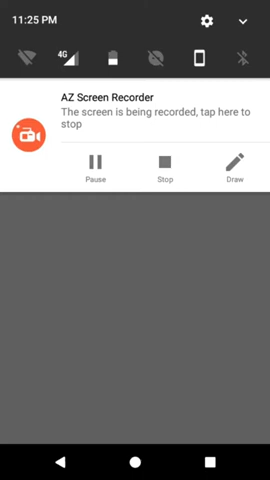 11:25 PM
4G
AZ Screen Recorder
The screen is being recorded, tap here to
stop
Pause
Stop
Draw